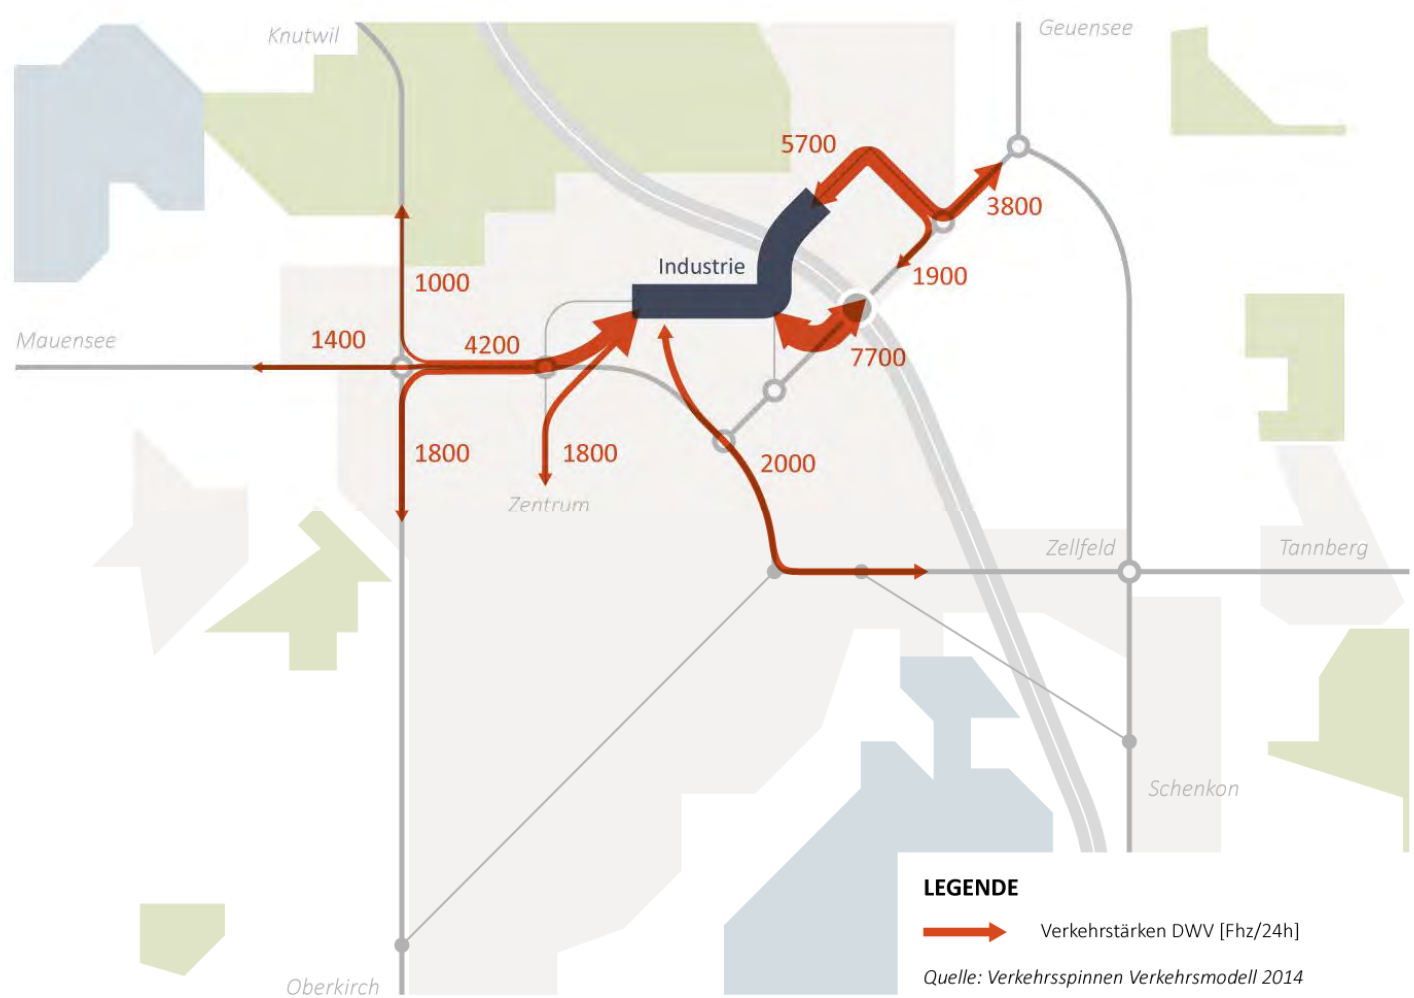 Knutwil
Geuensee
5700
3800
Industrie
1900
1000
Mauensee
1400
4200
7700
1800
1800
2000
Zentrum
Zellfeld
Tannberg
Schenkon
LEGENDE
Verkehrstärken DWV [Fhz/24h]
Quelle: Verkehrsspinnen Verkehrsmodell 2014
Oberkirch